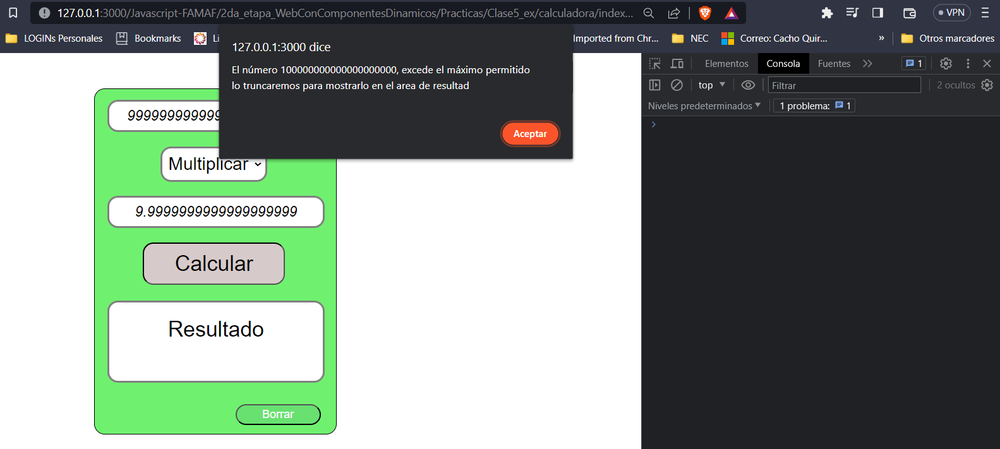 127.0.0.1:3000/Javascript-FAMAF/2da_etapa_WebConComponentesDinamicos/Practicas/Clase5_ex/calculadora/index...
VPN
LOGINs Personales
Bookmarks
Li
Imported from Chr...
NEC
Correo: Cacho Quir...
»
Otros marcadores
127.0.0.1:3000 dice
El número 100000000000000000000, excede el máximo permitido
lo truncaremos para mostrarlo en el area de resultad
Aceptar
9999999999999
Multiplicar
9.9999999999999999999
Calcular
Resultado
Borrar
Elementos
Consola
Fuentes
1
top
Filtrar
2 ocultos
Niveles predeterminados
1 problema:
1